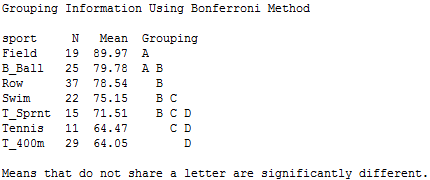 Grouping Information Using Bonferroni Method
sport N Mean Grouping
Field 19 89.97 A
B_Ball 25 79.78 A B
Row 37 78.54 B
Swim 22 75.15 B C
T_Sprnt 15 71.51 B C D
Tennis 11 64.47 C D
T_400m 29 64.05 D
Means that do not share a letter are significantly different.